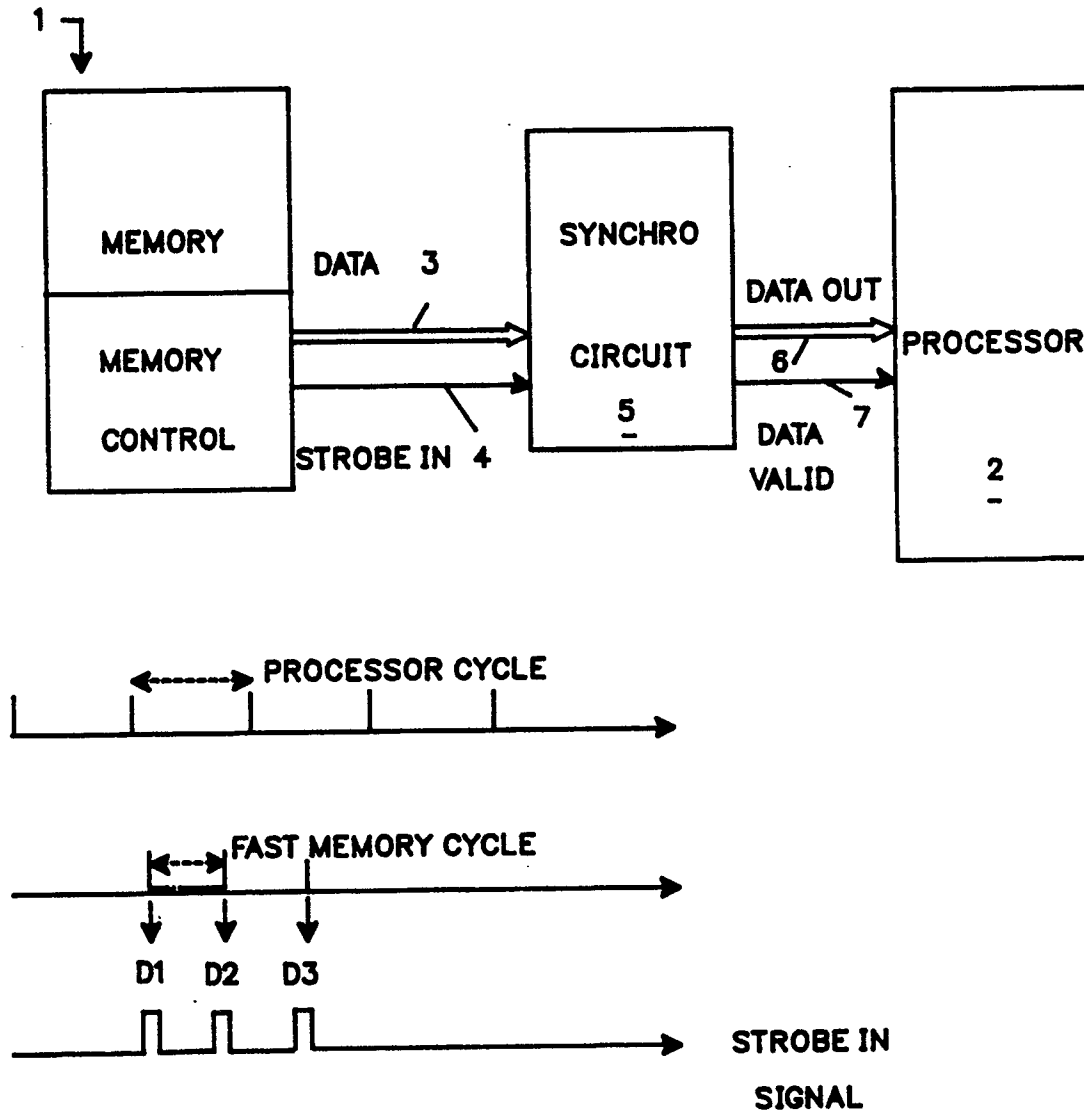 1
MEMORY
MEMORY
CONTROL
DATA 3
STROBE IN 4
SYNCHRO
CIRCUIT
5
DATA OUT
6
7
DATA
VALID
PROCESSOR
2
PROCESSOR CYCLE
FAST MEMORY CYCLE
D1 D2 D3
STROBE IN
SIGNAL